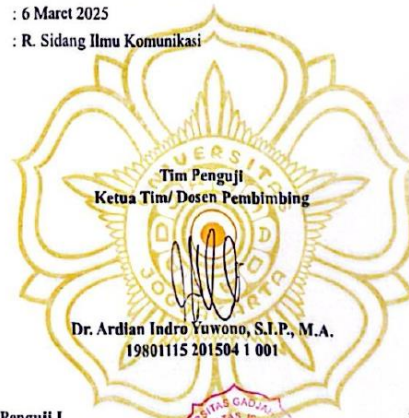 : 6 Maret 2025
: R. Sidang Ilmu Komunikasi
UNIVERSITAS
Tim Penguji
Ketua Tim/ Dosen Pembimbing
Dr. Ardian Indro Yuwono, S.I.P., M.A.
19801115 201504 1 001
Penguji I